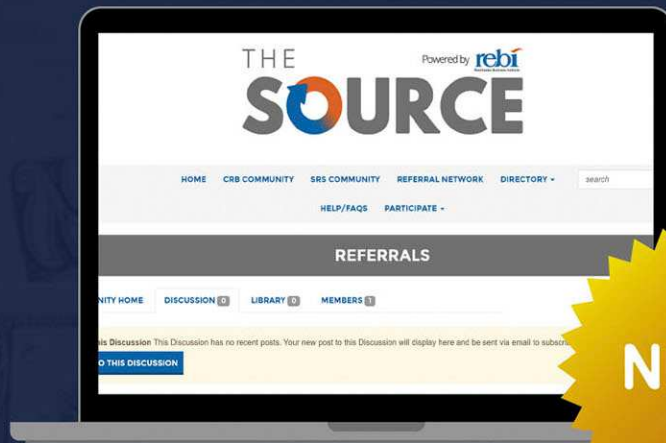 THE
Powered by rebi
SOURCE
HOME CRB COMMUNITY SRS COMMUNITY REFERRAL NETWORK DIRECTORY search
HELP/FAQS PARTICIPATE
REFERRALS
NITY HOME DISCUSSION 0 LIBRARY 0 MEMBERS 1
his Discussion This Discussion has no recent posts. Your new post to this Discussion will display here and be sent via email to subsc
O THIS DISCUSSION
N